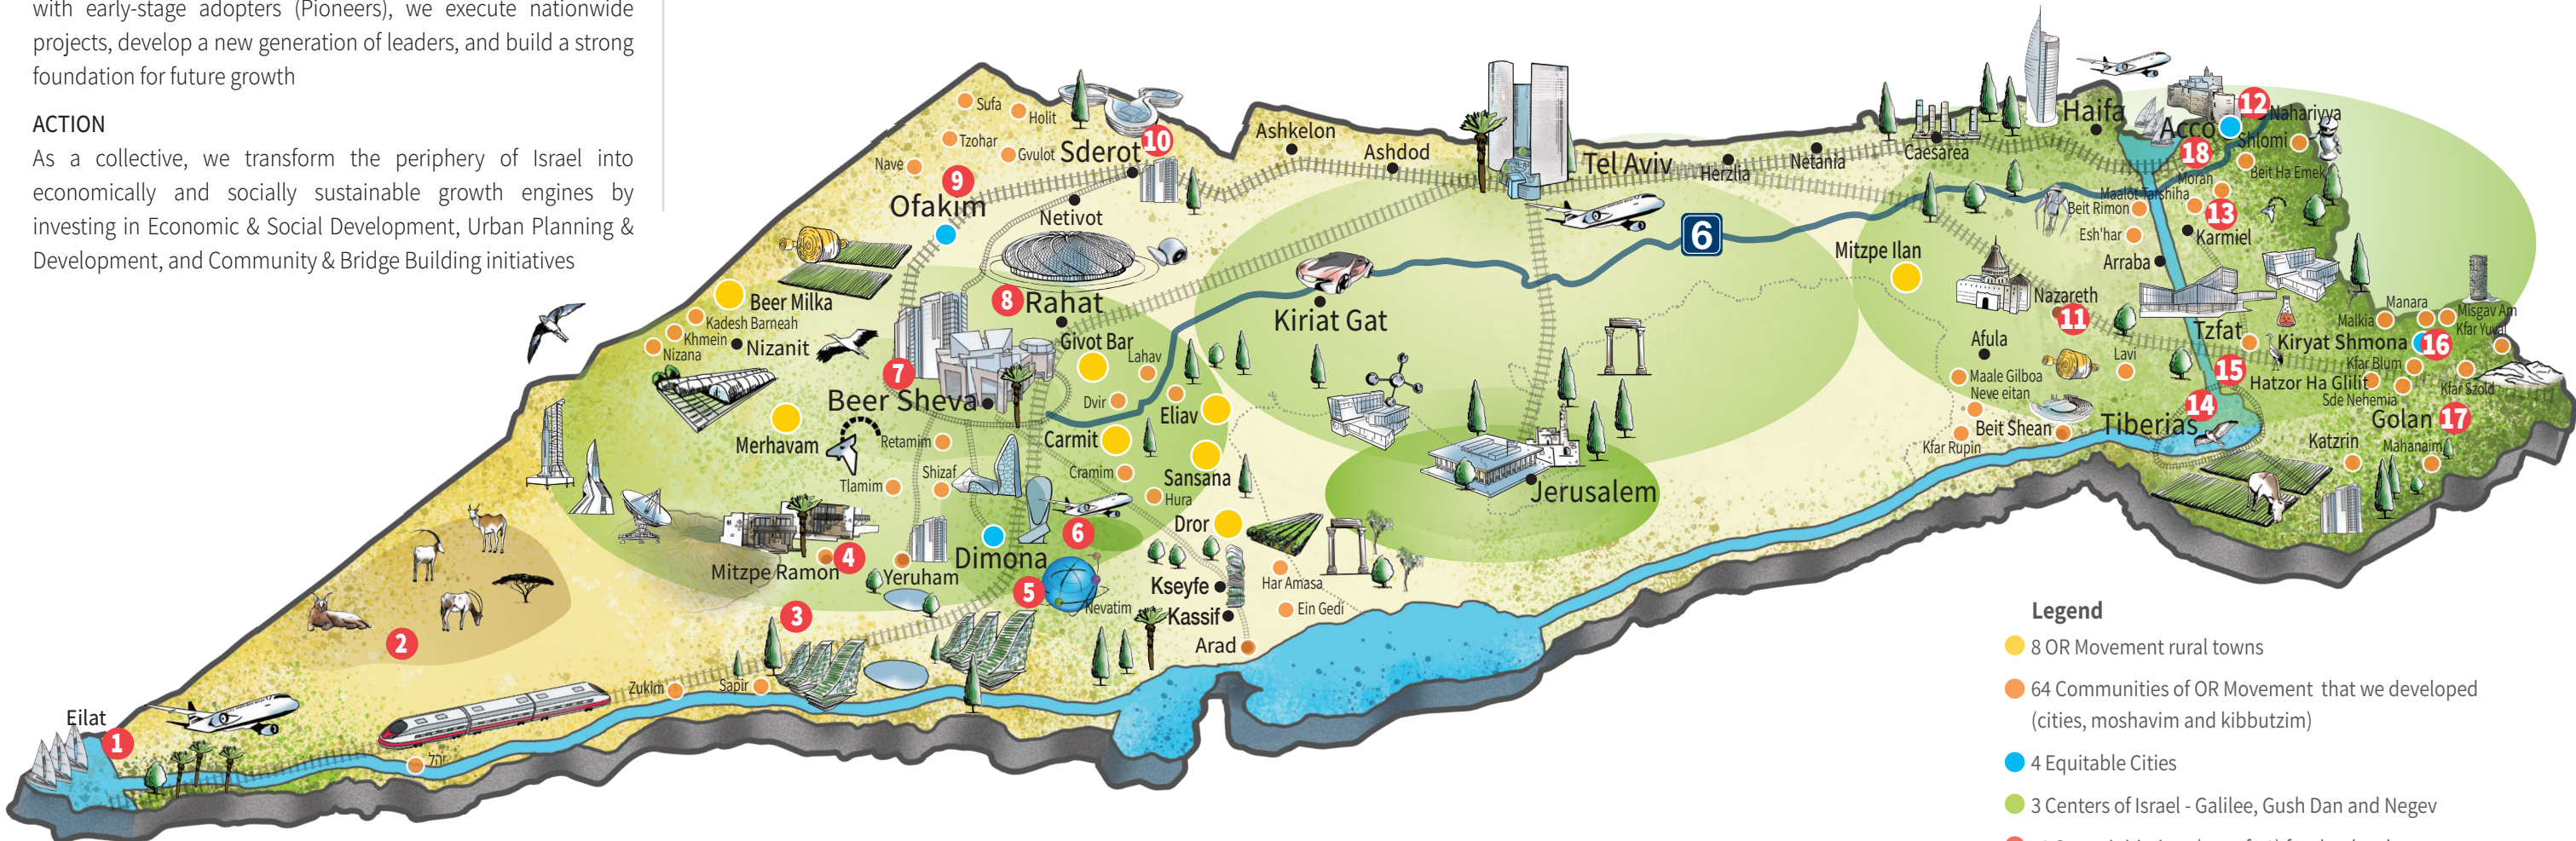 with early-stage adopters (Pioneers), we execute nationwide
projects, develop a new generation of leaders, and build a strong
foundation for future growth
ACTION
As a collective, we transform the periphery of Israel into
economically and socially sustainable growth engines by
investing in Economic & Social Development, Urban Planning &
Development, and Community & Bridge Building initiatives
Sufa
Holit
Tzohar
Gvulot
Nave
Sderot
10
9
Ofakim
Netivot
Ashkelon
Ashdod
Tel Aviv
Herzlia
Netania
Caesarea
Haifa
Acco
12
Nahariyya
Shlomi
18
Beit Ha Emek
Moran
Maalot Tarshiha
Beit Rimon
13
Esh'har
Karmiel
Arraba
6
Mitzpe Ilan
Nazareth
11
Beer Milka
Kadesh Barneah
Khmein
Nizana
Nizanit
8
Rahat
Givot Bar
Lahav
Kiriat Gat
7
Beer Sheva
Dvir
Eliav
Merhavam
Retamim
Carmit
Shizaf
Cramim
Sansana
Tlamim
Hura
Dror
Jerusalem
Afula
Lavi
Maale Gilboa
Neve eitan
Beit Shean
Kfar Rupin
Tiberias
14
Tzfat
15
Kiryat Shmona
16
Manara
Malkia
Misgav Am
Kfar Yuval
Kfar Blum
Hatzor Ha Glilit
Sde Nehemia
Kfar Szold
Golan
17
Katzrin
Mahanaim
Mitzpe Ramon
4
Yeruham
Dimona
6
5
Nevatim
3
2
Kseyfe
Kassif
Arad
Har Amasa
Ein Gedi
Zukim
Sapir
Eilat
1
יהל
Legend
8 OR Movement rural towns
64 Communities of OR Movement that we developed
(cities, moshavim and kibbutzim)
4 Equitable Cities
3 Centers of Israel - Galilee, Gush Dan and Negev